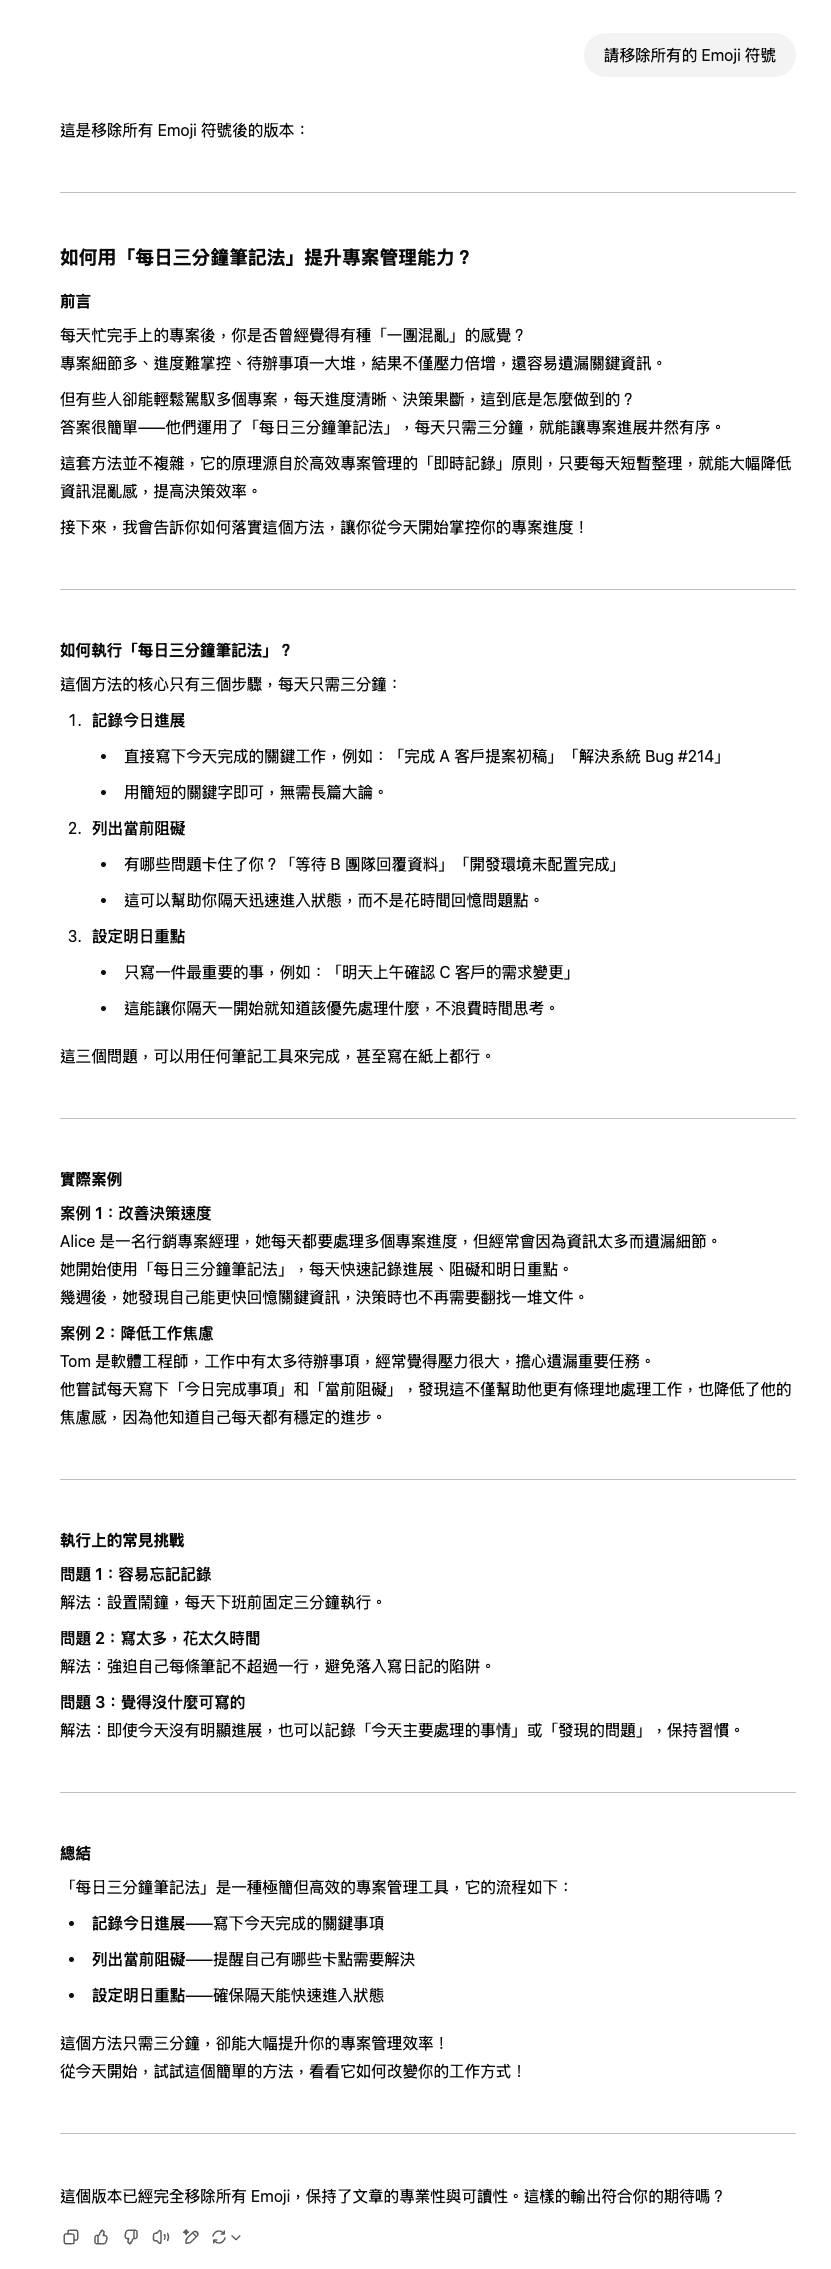 請移除所有的 Emoji 符號
這是移除所有 Emoji 符號後的版本：
如何用「每日三分鐘筆記法」提升專案管理能力？
前言
每天忙完手上的專案後，你是否曾經覺得有種「一團混亂」的感覺？
專案細節多、進度難掌控、待辦事項一大堆，結果不僅壓力倍增，還容易遺漏關鍵資訊。
但有些人卻能輕鬆駕馭多個專案，每天進度清晰、決策果斷，這到底是怎麼做到的？
答案很簡單——他們運用了「每日三分鐘筆記法」，每天只需三分鐘，就能讓專案進展井然有序。
這套方法並不複雜，它的原理源自於高效專案管理的「即時記錄」原則，只要每天短暫整理，就能大幅降低
資訊混亂感，提高決策效率。
接下來，我會告訴你如何落實這個方法，讓你從今天開始掌控你的專案進度！
如何執行「每日三分鐘筆記法」？
這個方法的核心只有三個步驟，每天只需三分鐘：
1. 記錄今日進展
• 直接寫下今天完成的關鍵工作，例如：「完成 A 客戶提案初稿」「解決系統 Bug #214」
• 用簡短的關鍵字即可，無需長篇大論。
2. 列出當前阻礙
• 有哪些問題卡住了你？「等待 B 團隊回覆資料」「開發環境未配置完成」
• 這可以幫助你隔天迅速進入狀態，而不是花時間回憶問題點。
3. 設定明日重點
• 只寫一件最重要的事，例如：「明天上午確認 C 客戶的需求變更」
• 這能讓你隔天一開始就知道該優先處理什麼，不浪費時間思考。
這三個問題，可以用任何筆記工具來完成，甚至寫在紙上都行。
實際案例
案例 1：改善決策速度
Alice 是一名行銷專案經理，她每天都要處理多個專案進度，但經常會因為資訊太多而遺漏細節。
她開始使用「每日三分鐘筆記法」，每天快速記錄進展、阻礙和明日重點。
幾週後，她發現自己能更快回憶關鍵資訊，決策時也不再需要翻找一堆文件。
案例 2：降低工作焦慮
Tom 是軟體工程師，工作中有太多待辦事項，經常覺得壓力很大，擔心遺漏重要任務。
他嘗試每天寫下「今日完成事項」和「當前阻礙」，發現這不僅幫助他更有條理地處理工作，也降低了他的
焦慮感，因為他知道自己每天都有穩定的進步。
執行上的常見挑戰
問題 1：容易忘記記錄
解法：設置鬧鐘，每天下班前固定三分鐘執行。
問題 2：寫太多，花太久時間
解法：強迫自己每條筆記不超過一行，避免落入寫日記的陷阱。
問題 3：覺得沒什麼可寫的
解法：即使今天沒有明顯進展，也可以記錄「今天主要處理的事情」或「發現的問題」，保持習慣。
總結
「每日三分鐘筆記法」是一種極簡但高效的專案管理工具，它的流程如下：
• 記錄今日進展——寫下今天完成的關鍵事項
• 列出當前阻礙——提醒自己有哪些卡點需要解決
• 設定明日重點——確保隔天能快速進入狀態
這個方法只需三分鐘，卻能大幅提升你的專案管理效率！
從今天開始，試試這個簡單的方法，看看它如何改變你的工作方式！
這個版本已經完全移除所有 Emoji，保持了文章的專業性與可讀性。這樣的輸出符合你的期待嗎？